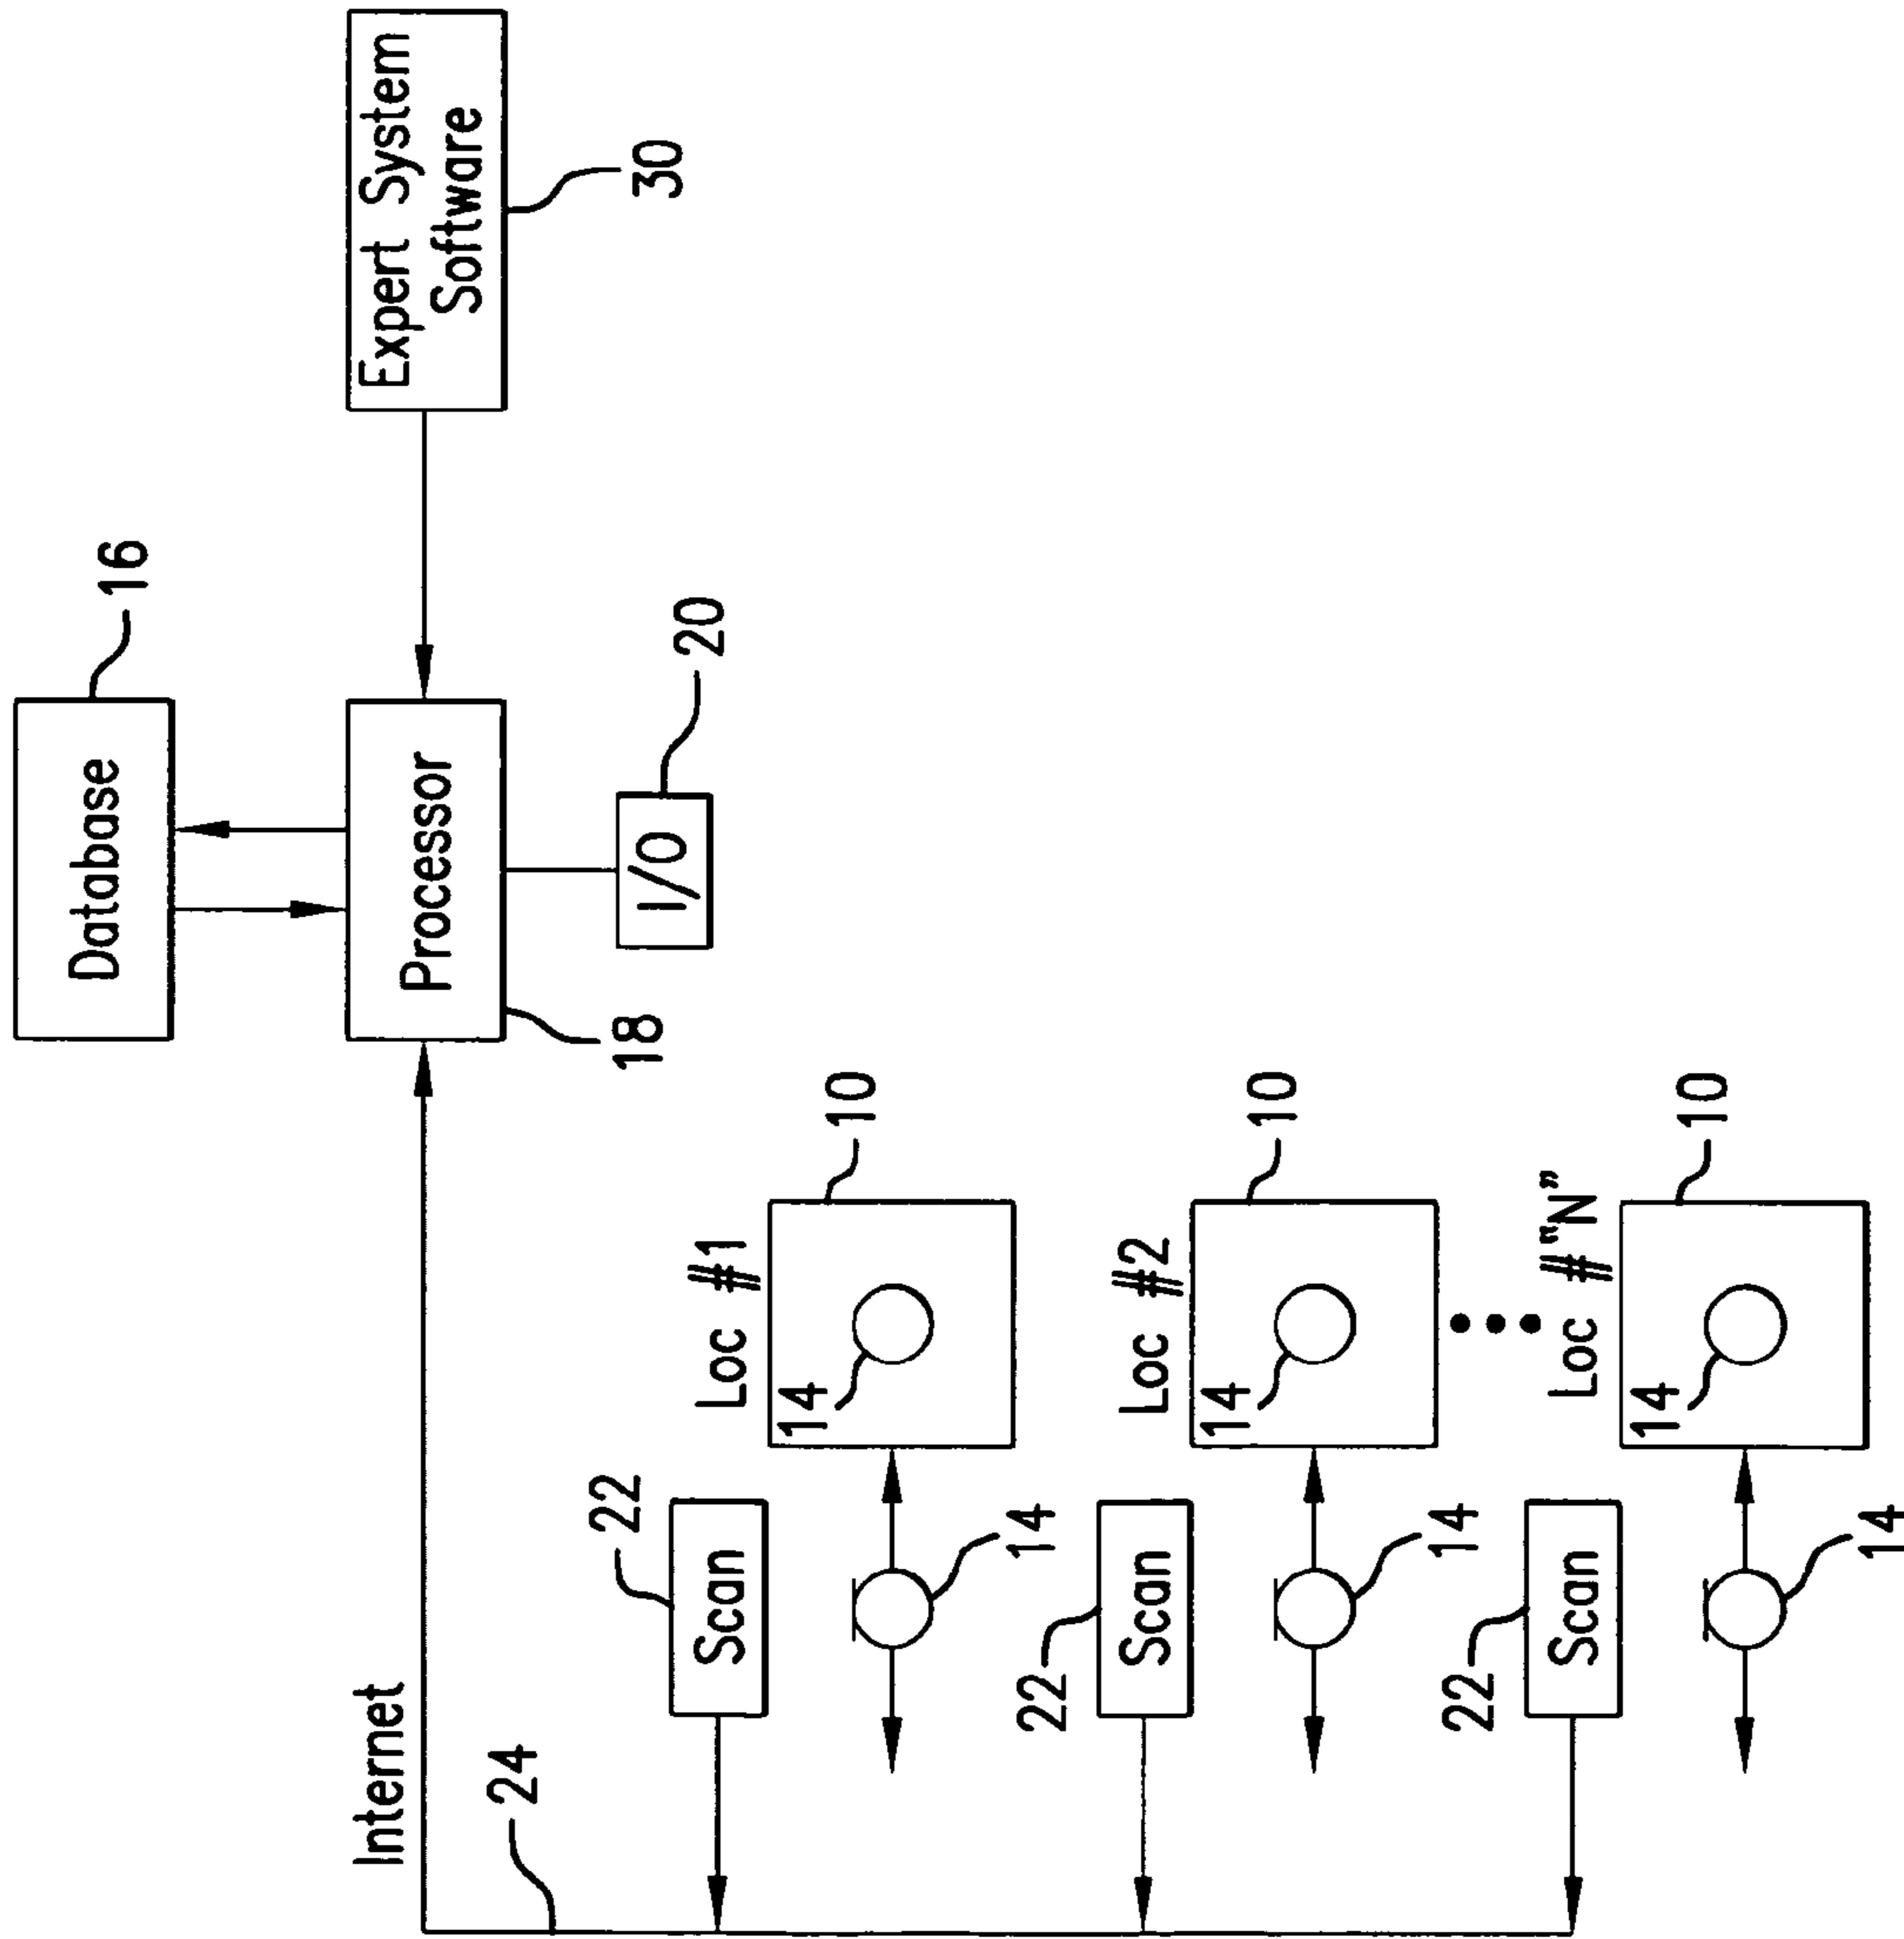 Database
16
Expert System
Software
30
Processor
18
I/O
20
Internet
24
Scan
22
Loc #1
10
14
14
Scan
22
Loc #2
10
14
14
Scan
22
Loc #"N"
10
14
14